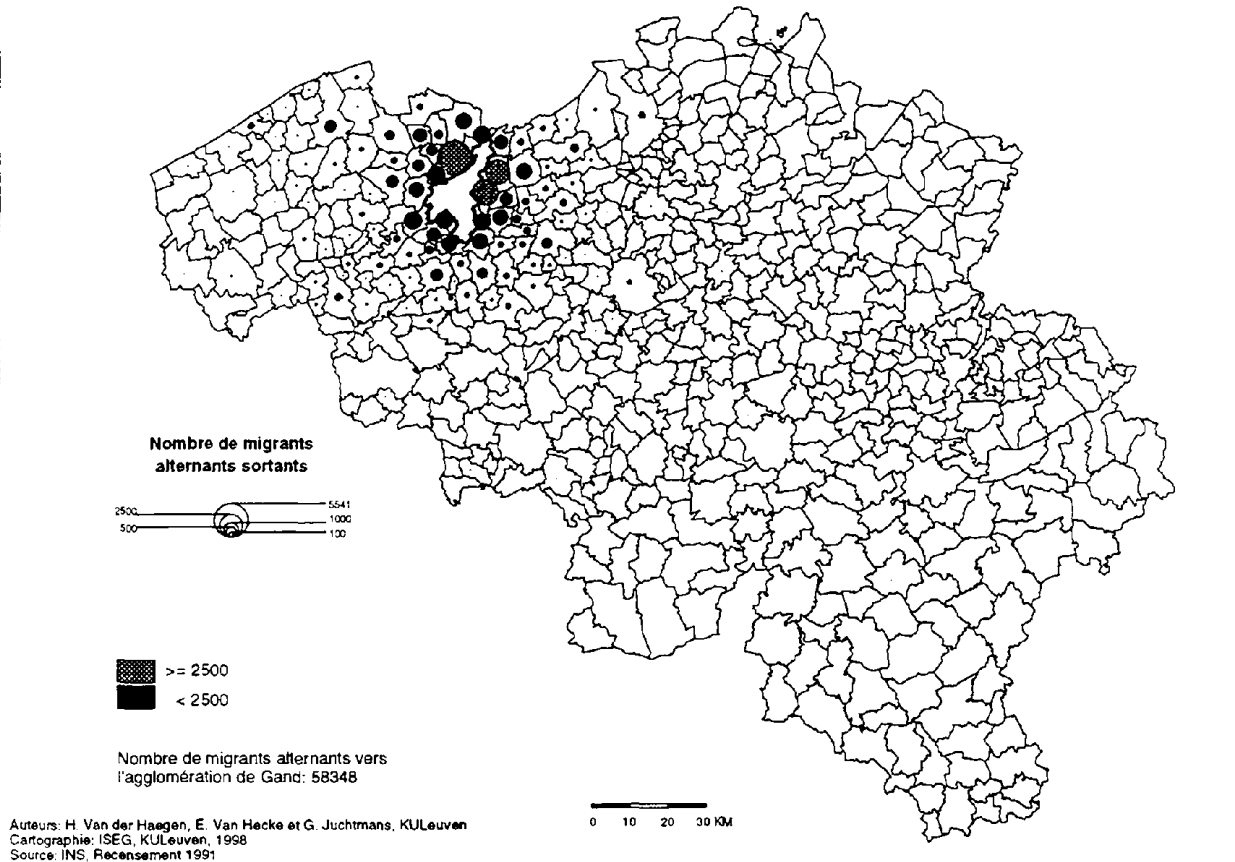 Nombre de migrants
alternants sortants
2500
5541
1000
500
100
>= 2500
< 2500
Nombre de migrants alternants vers
l'agglomération de Gand: 58348
0 10 20 30 KM
Auteurs: H. Van der Haegen, E. Van Hecke et G. Juchtmans, KULeuven
Cartographie: ISEG, KULeuven, 1998
Source: INS, Recensement 1991